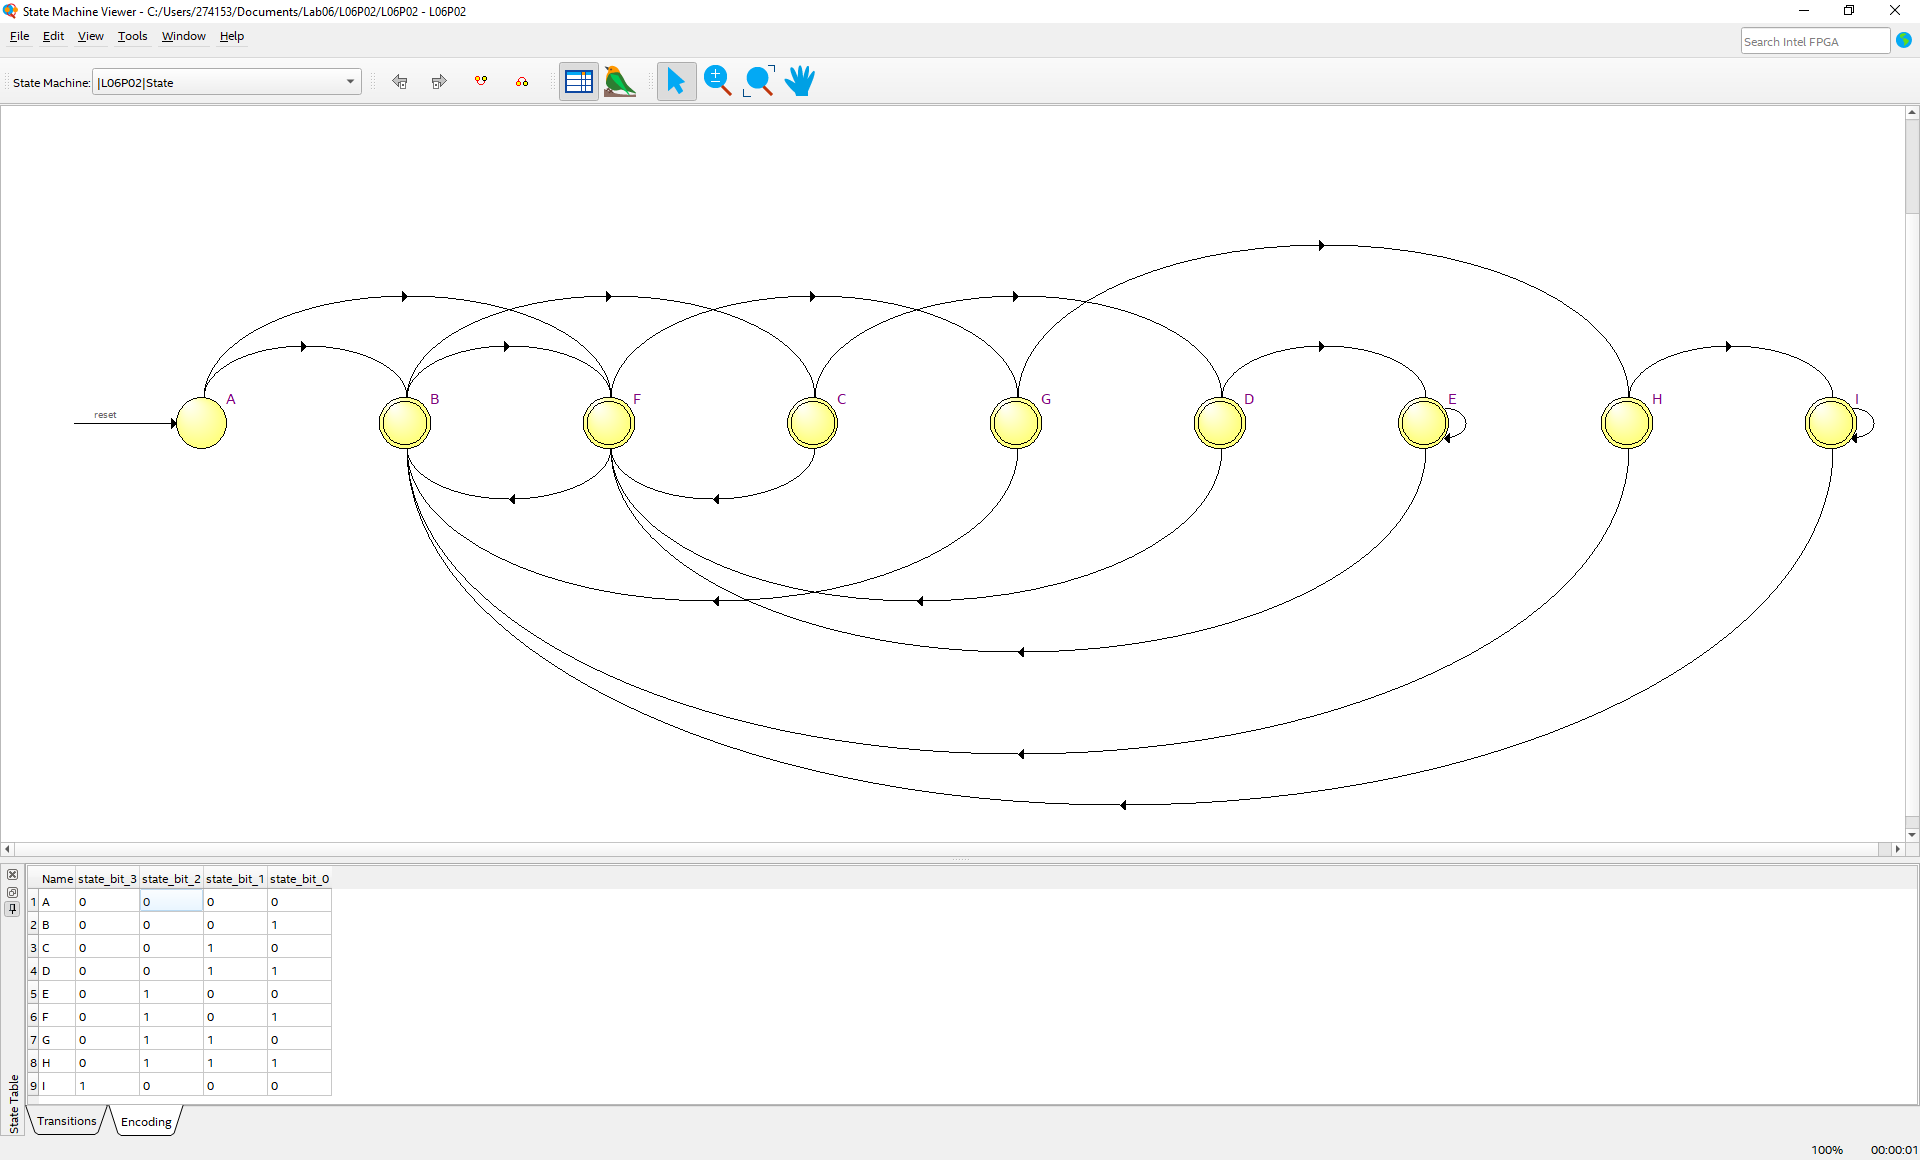 State Machine Viewer - C:/Users/274153/Documents/Lab06/L06P02/L06P02 - L06P02
File Edit View Tools Window Help
Search Intel FPGA
State Machine: |L06P02|State
reset
A B F C G D E H I
Name state_bit_3 state_bit_2 state_bit_1 state_bit_0
1 A 0 0 0 0
2 B 0 0 0 1
3 C 0 0 1 0
4 D 0 0 1 1
5 E 0 1 0 0
6 F 0 1 0 1
7 G 0 1 1 0
8 H 0 1 1 1
9 I 1 0 0 0
State Table
Transitions Encoding
100% 00:00:01